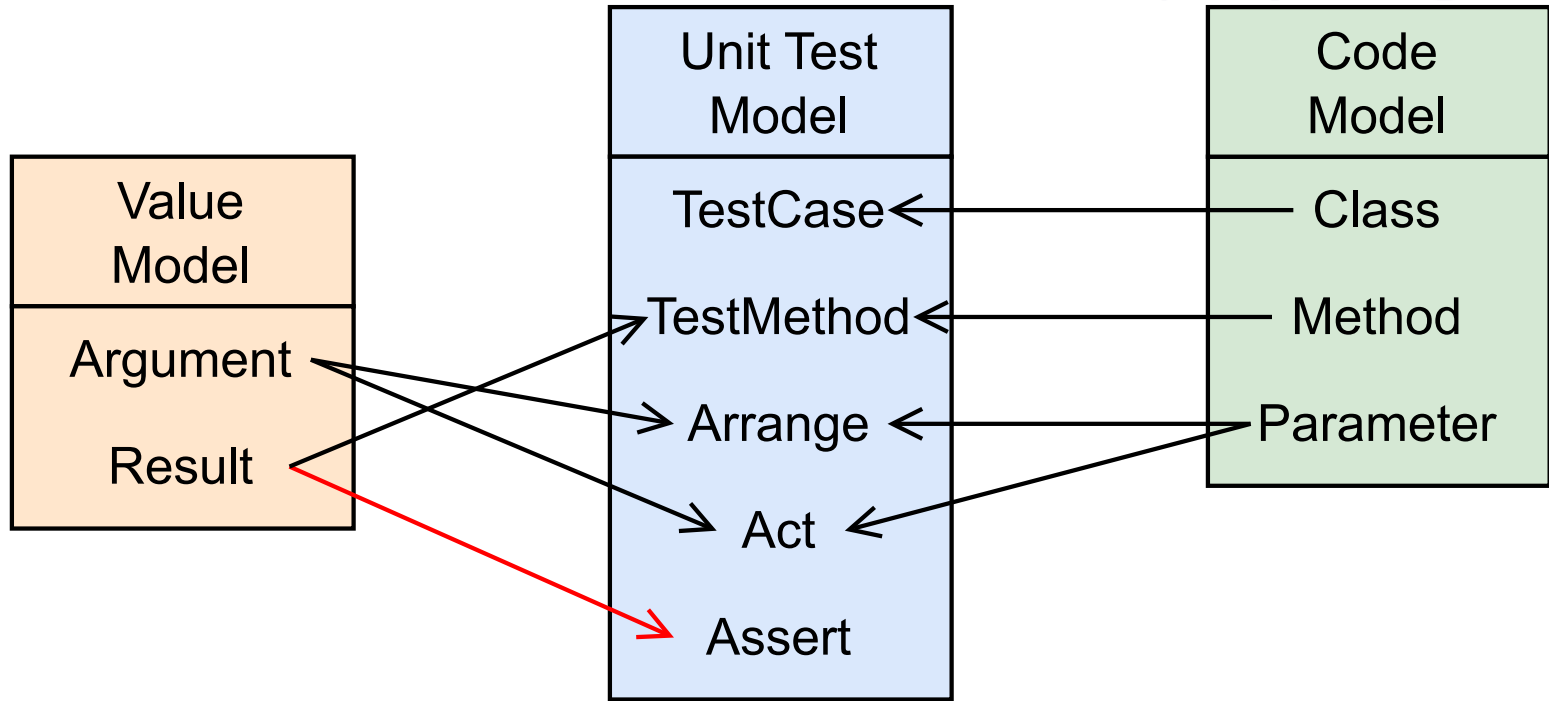 Value
Model
Argument
Result
Unit Test
Model
TestCase
TestMethod
Arrange
Act
Assert
Code
Model
Class
Method
Parameter